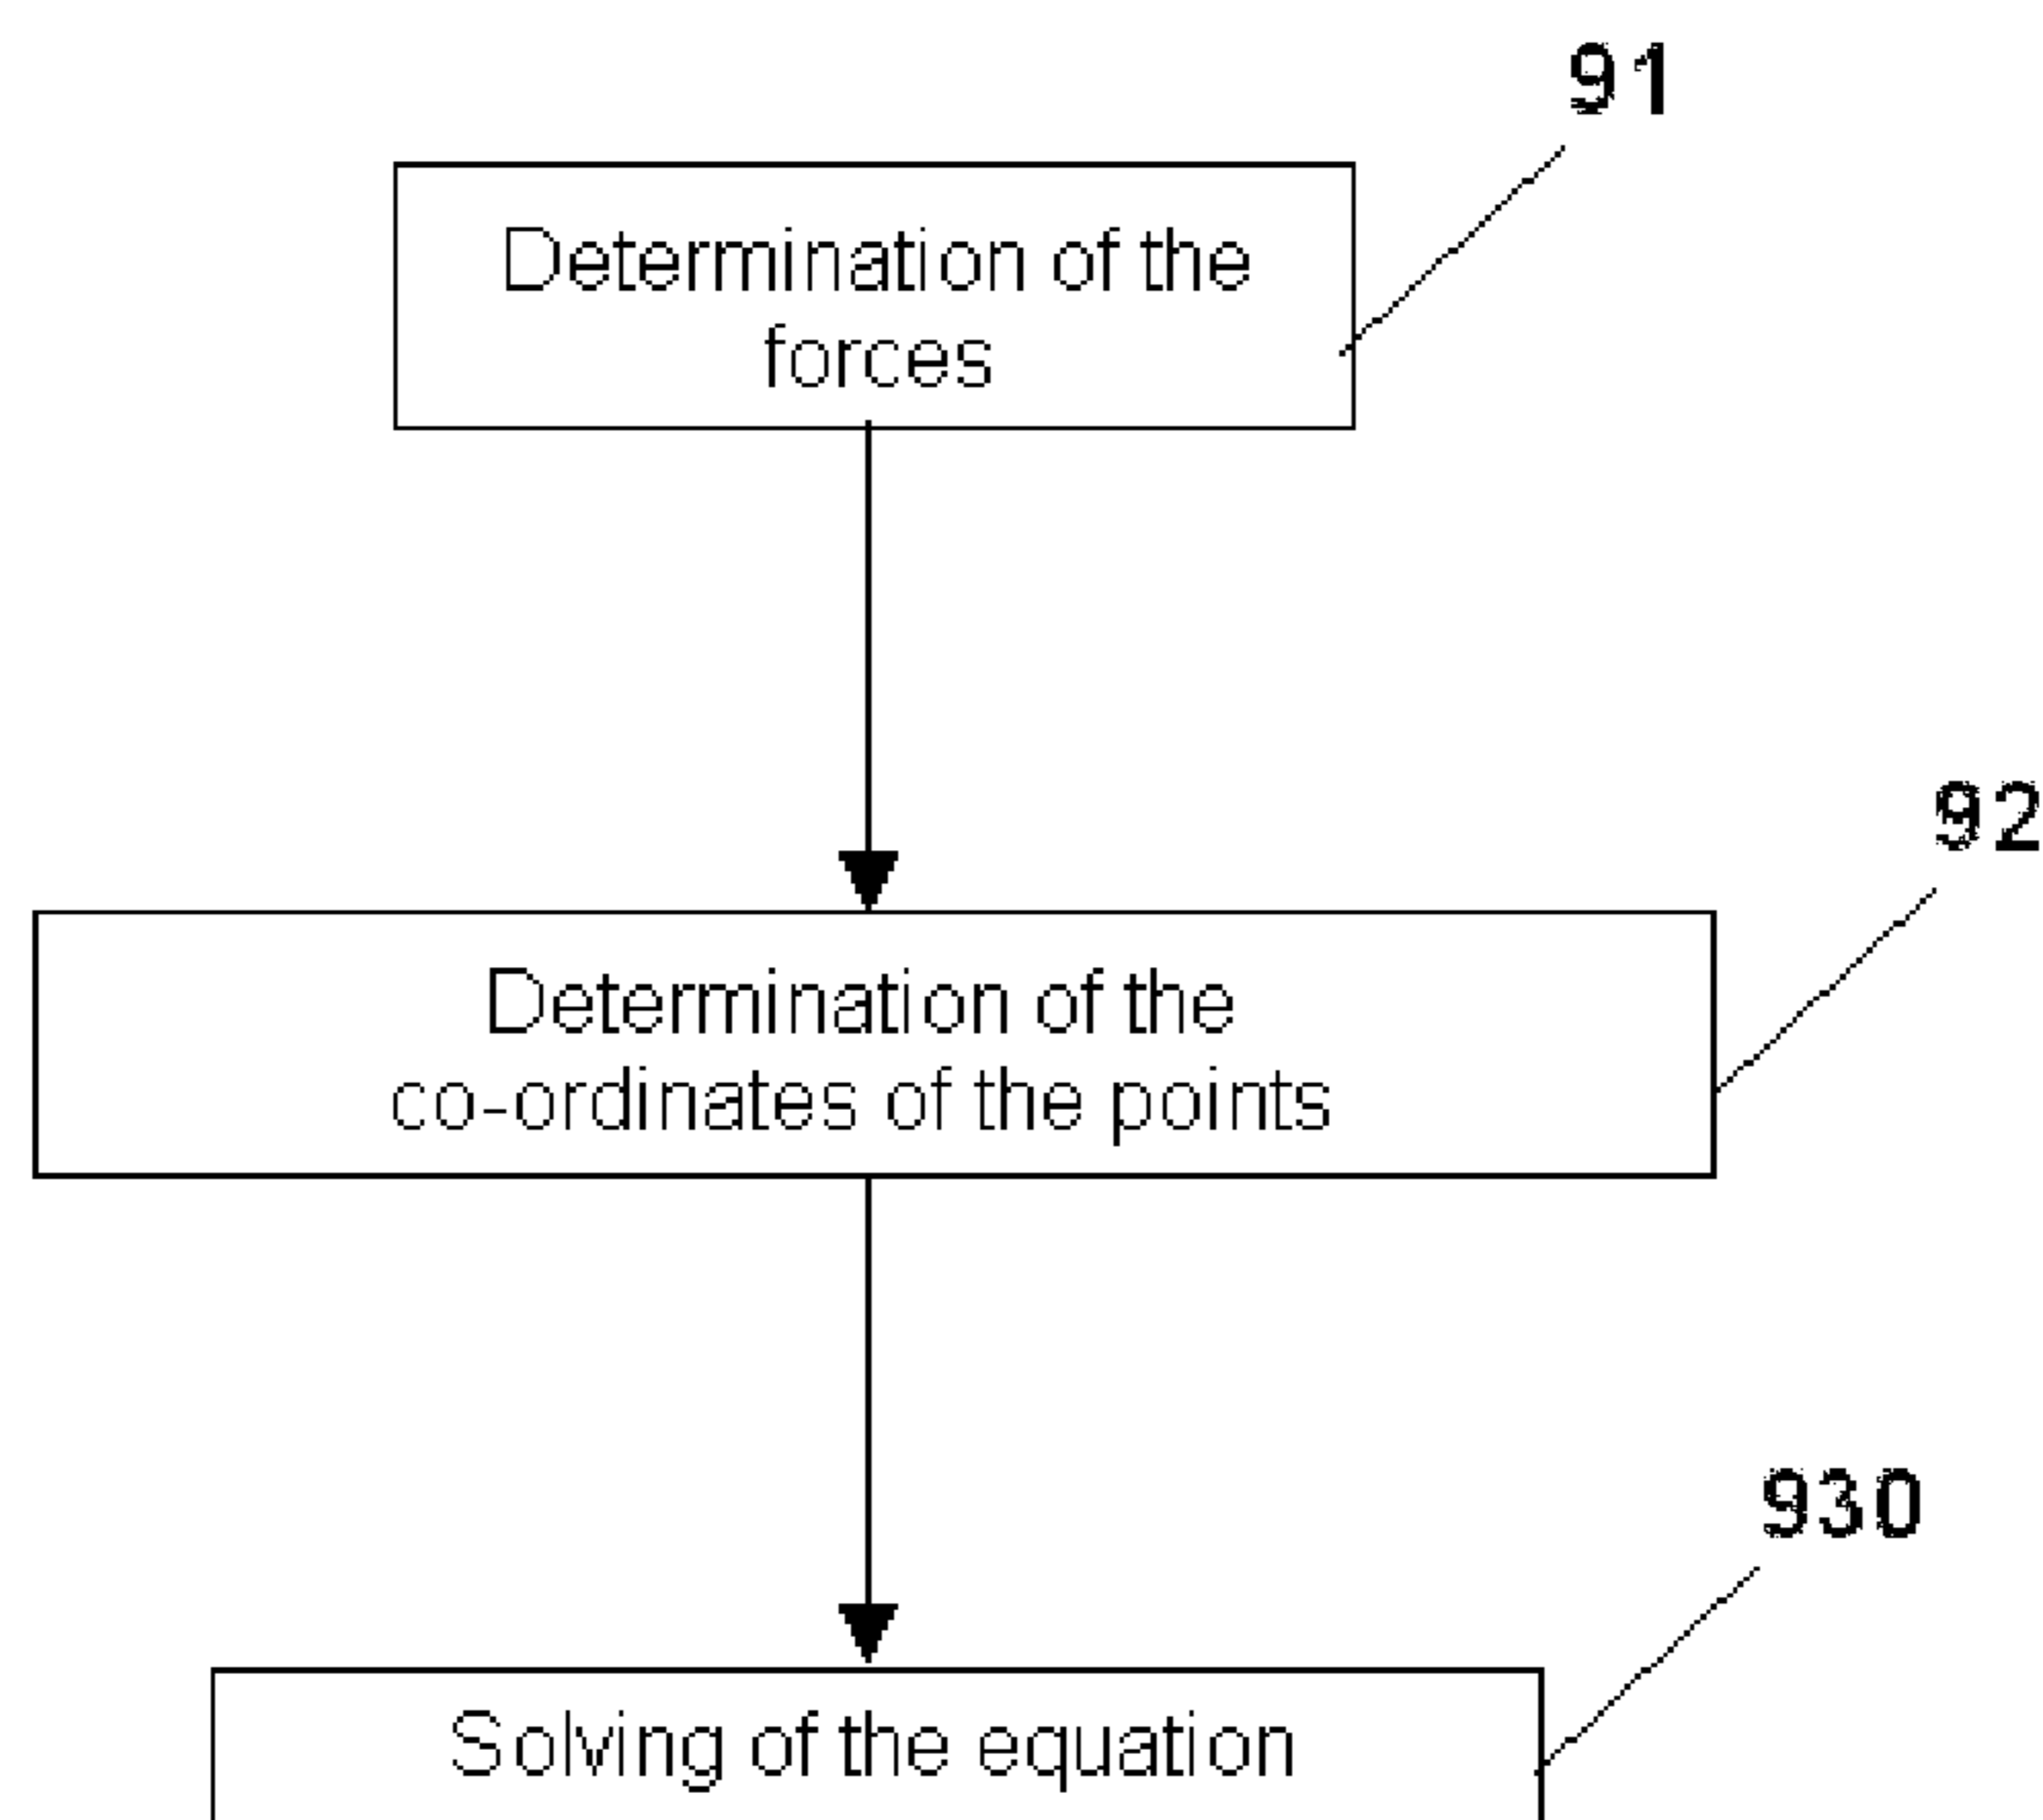 91
Determination of the
forces
92
Determination of the
co-ordinates of the points
930
Solving of the equation